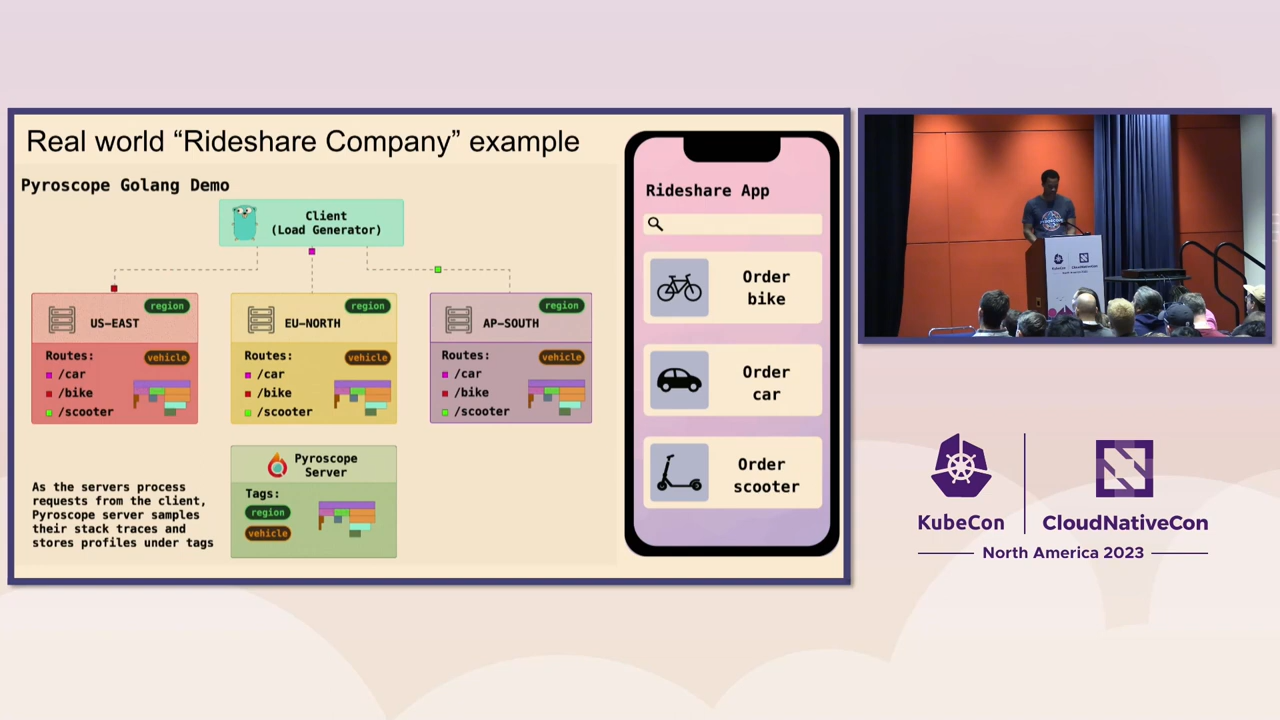 Real world “Rideshare Company” example
Pyroscope Golang Demo
Client
(Load Generator)
region
US-EAST
Routes:
vehicle
/car
/bike
/scooter
region
EU-NORTH
Routes:
vehicle
/car
/bike
/scooter
region
AP-SOUTH
Routes:
vehicle
/car
/bike
/scooter
Pyroscope
Server
Tags:
region
vehicle
As the servers process
requests from the client,
Pyroscope server samples
their stack traces and
stores profiles under tags
Rideshare App
Order
bike
Order
car
Order
scooter
KubeCon
CloudNativeCon
North America 2023